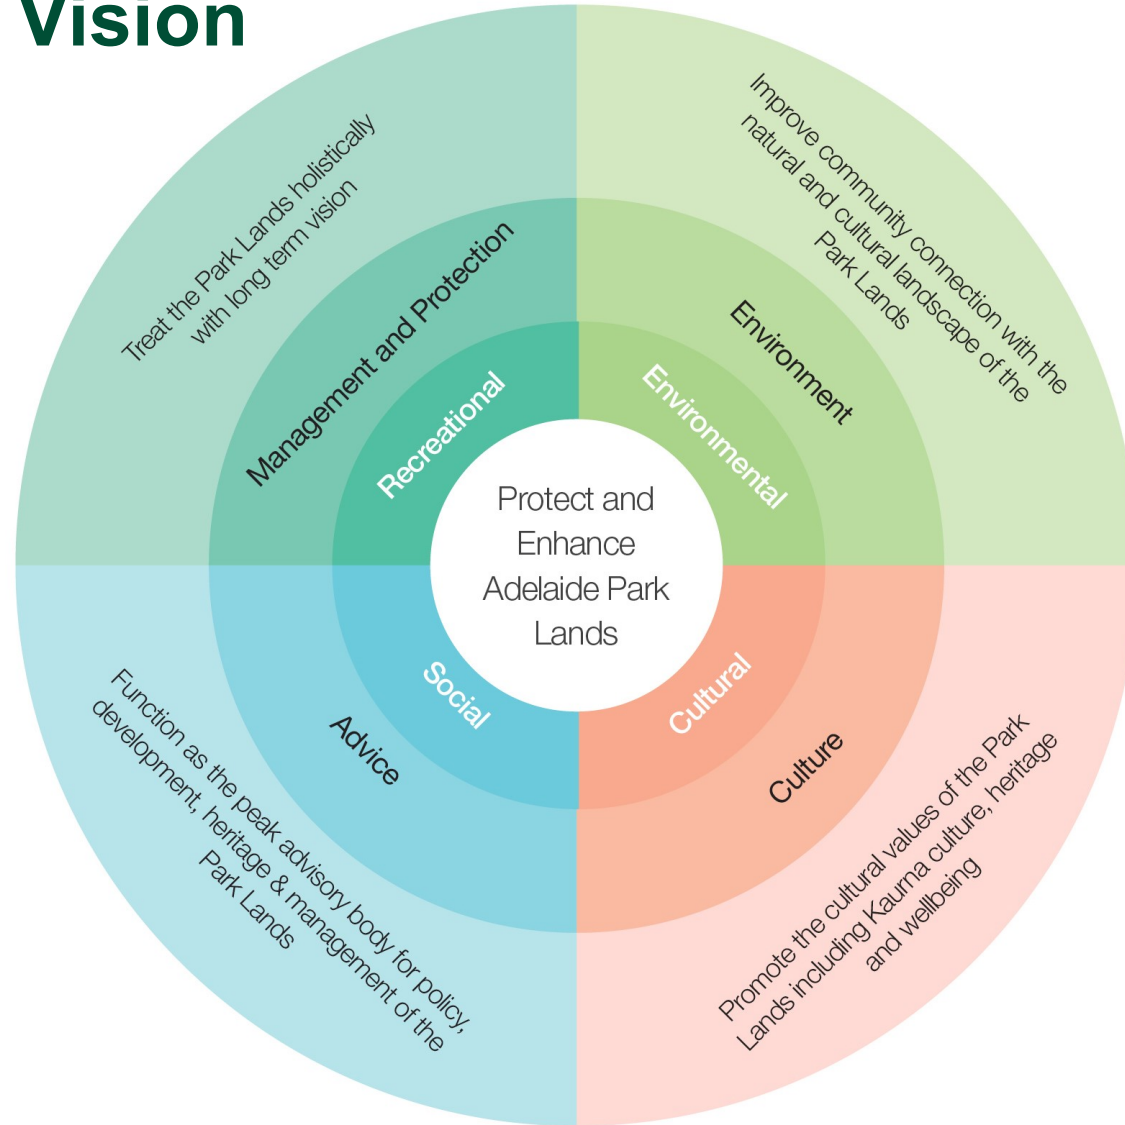 Vision
Treat the Park Lands holistically
with long term vision
Management and Protection
Recreational
Improve community connection with the
natural and cultural landscape of the
Park Lands
Environment
Environmental
Protect and
Enhance
Adelaide Park
Lands
Social
Advice
Function as the peak advisory body for policy,
development, heritage & management of the
Park Lands
Cultural
Culture
Promote the cultural values of the Park
Lands including Kaurna culture, heritage
and wellbeing